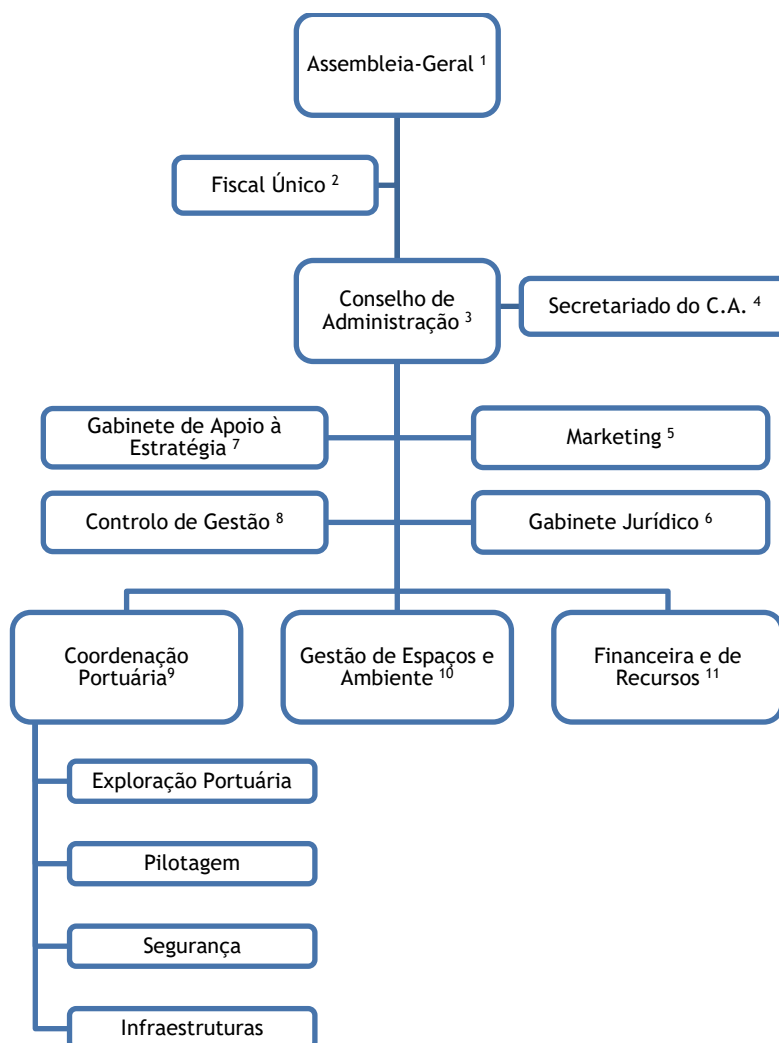 Assembleia-Geral ¹
Fiscal Único ²
Conselho de
Administração ³
Secretariado do C.A. ⁴
Gabinete de Apoio à
Estratégia ⁷
Marketing ⁵
Controlo de Gestão ⁸
Gabinete Jurídico ⁶
Coordenação
Portuária⁹
Gestão de Espaços e
Ambiente ¹⁰
Financeira e de
Recursos ¹¹
Exploração Portuária
Pilotagem
Segurança
Infraestruturas